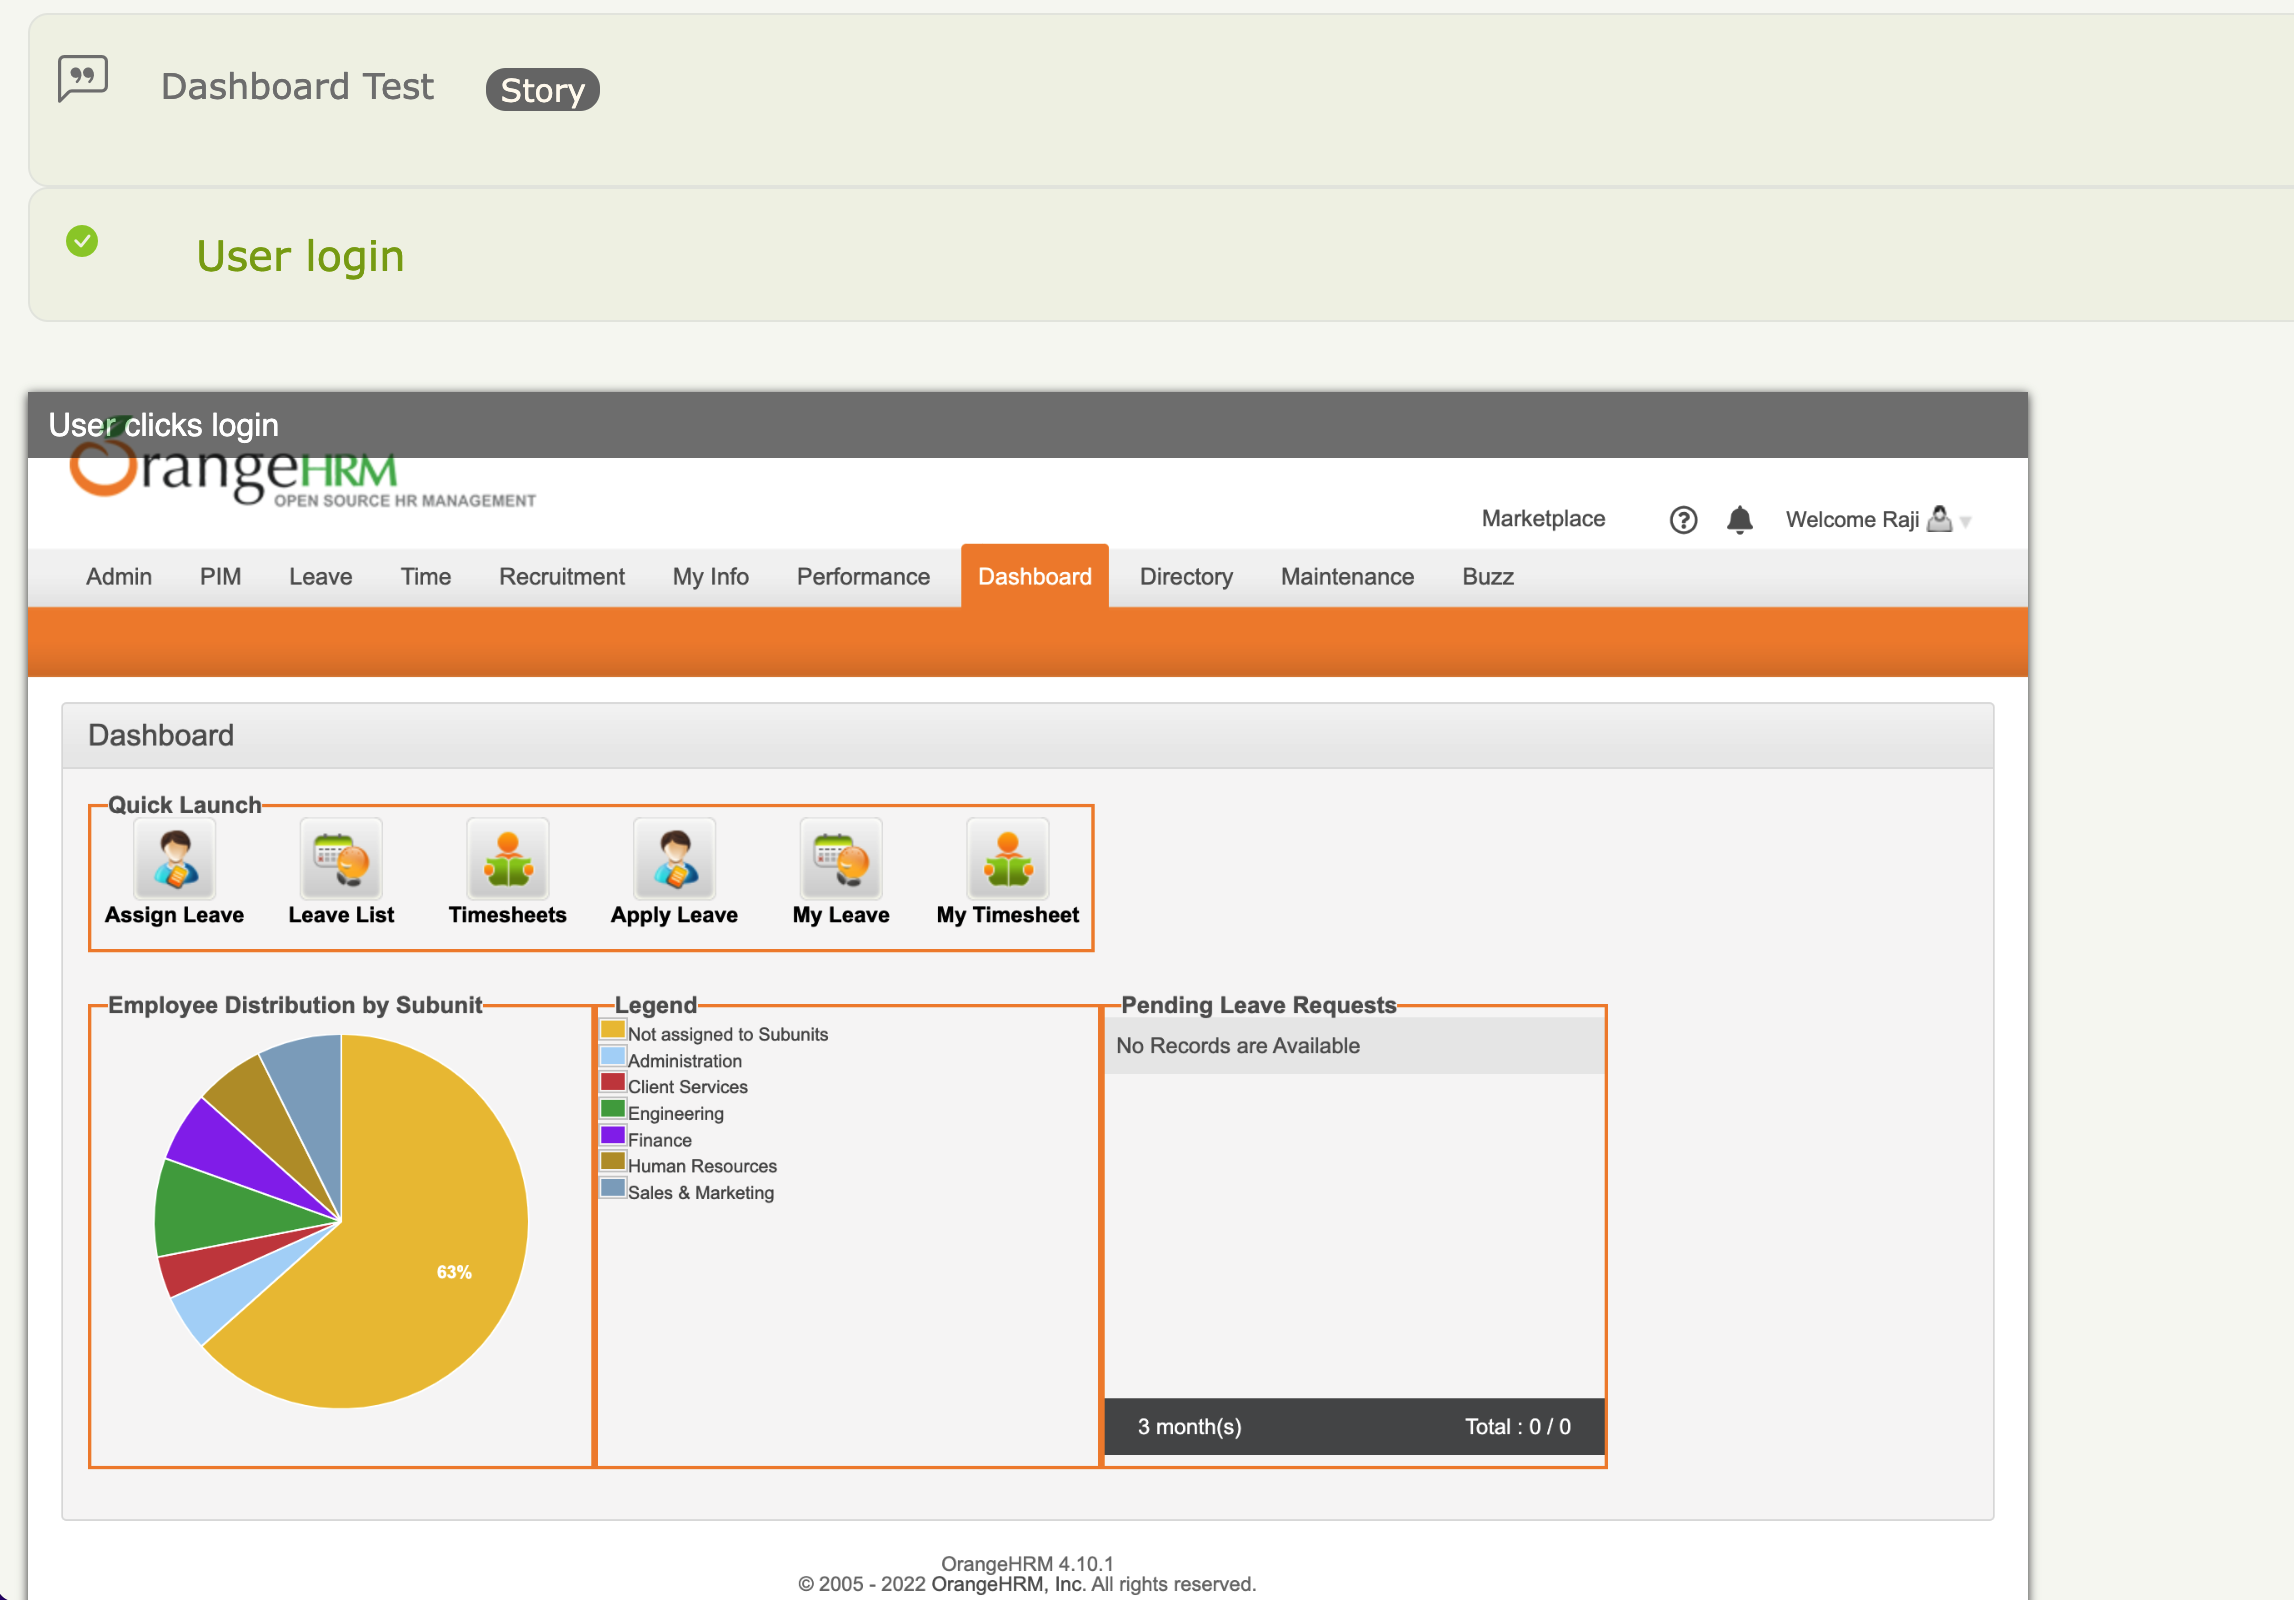 Dashboard Test Story
User login
User clicks login
OrangeHRM
OPEN SOURCE HR MANAGEMENT
Marketplace Welcome Raji
Admin PIM Leave Time Recruitment My Info Performance Dashboard Directory Maintenance Buzz
Dashboard
Quick Launch
Assign Leave Leave List Timesheets Apply Leave My Leave My Timesheet
Employee Distribution by Subunit
63%
Legend
Not assigned to Subunits
Administration
Client Services
Engineering
Finance
Human Resources
Sales & Marketing
Pending Leave Requests
No Records are Available
3 month(s) Total : 0 / 0
OrangeHRM 4.10.1
© 2005 - 2022 OrangeHRM, Inc. All rights reserved.